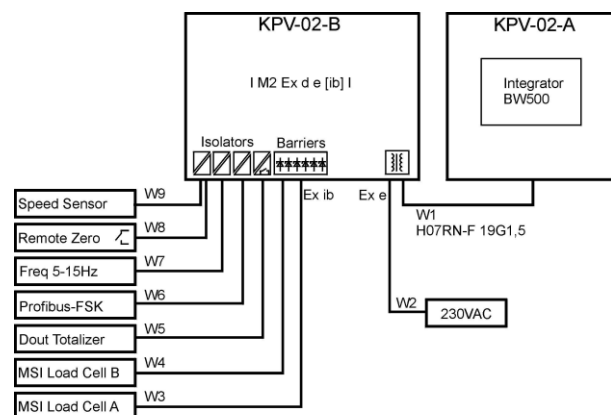 KPV-02-B
KPV-02-A
I M2 Ex d e [ib] I
Integrator
BW500
Isolators
Barriers
Ex ib
Ex e
W1
H07RN-F 19G1,5
W2
230VAC
Speed Sensor
W9
Remote Zero
W8
Freq 5-15Hz
W7
Profibus-FSK
W6
Dout Totalizer
W5
MSI Load Cell B
W4
MSI Load Cell A
W3